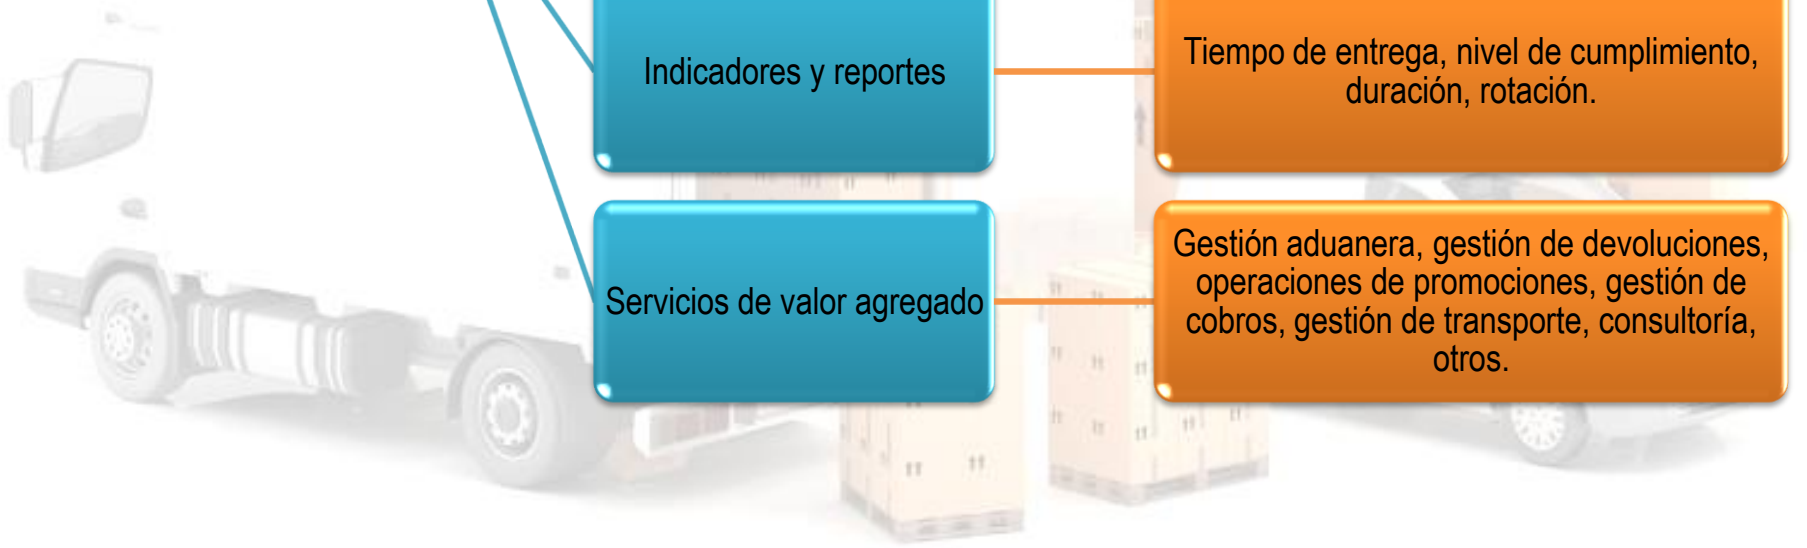 Indicadores y reportes
Tiempo de entrega, nivel de cumplimiento,
duración, rotación.
Servicios de valor agregado
Gestión aduanera, gestión de devoluciones,
operaciones de promociones, gestión de
cobros, gestión de transporte, consultoría,
otros.